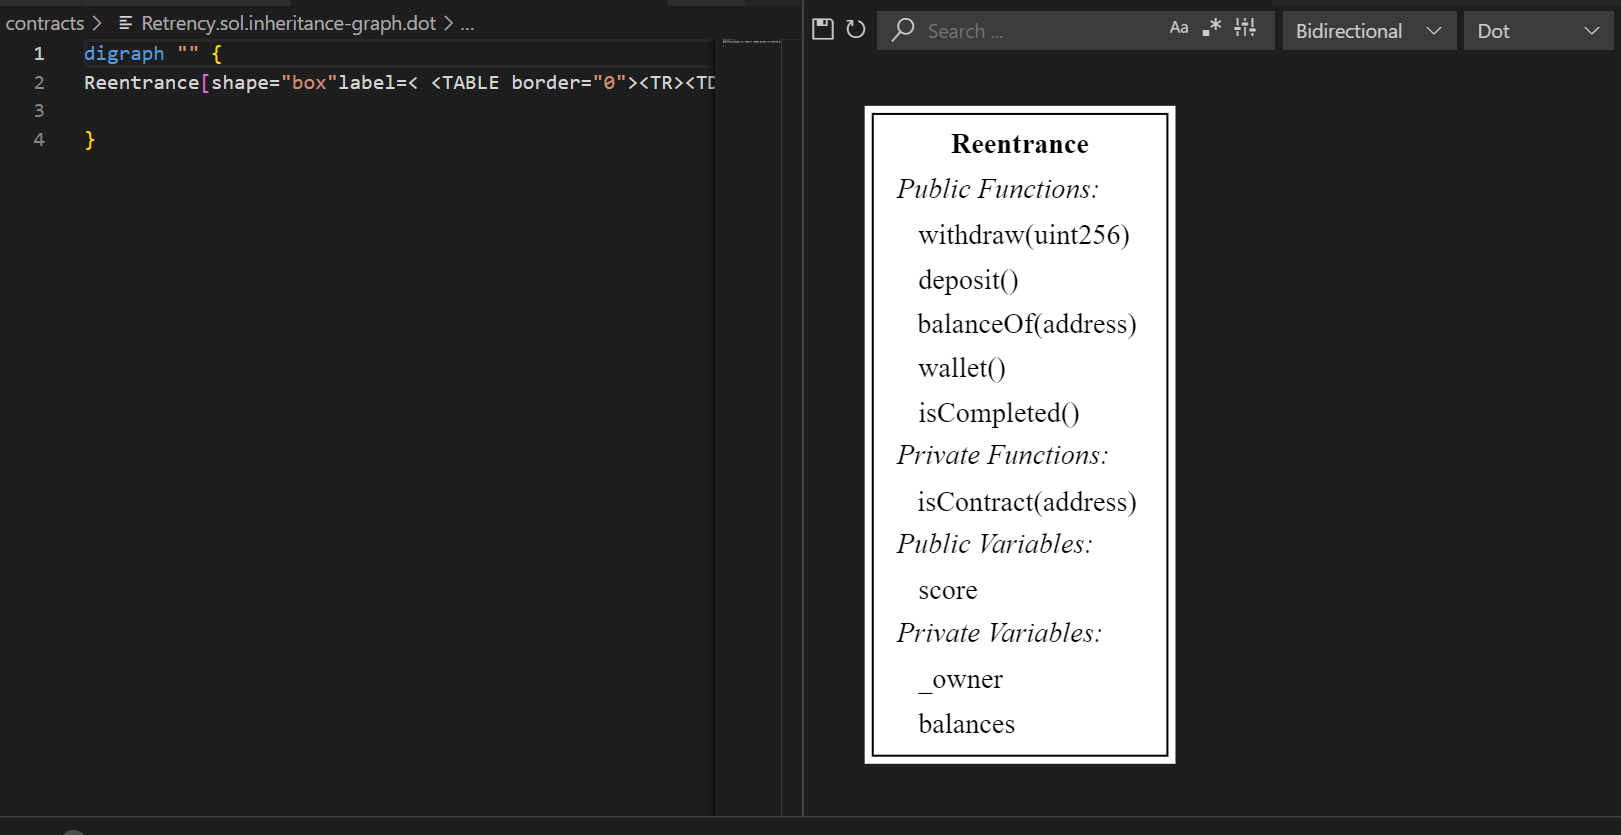 contracts > Retrency.sol.inheritance-graph.dot > ...
1 digraph "" {
2 Reentrance[shape="box"label=< <TABLE border="0"><TR><TD
3
4 }
Search ...
Aa
Bidirectional
Dot
Reentrance
Public Functions:
withdraw(uint256)
deposit()
balanceOf(address)
wallet()
isCompleted()
Private Functions:
isContract(address)
Public Variables:
score
Private Variables:
_owner
balances